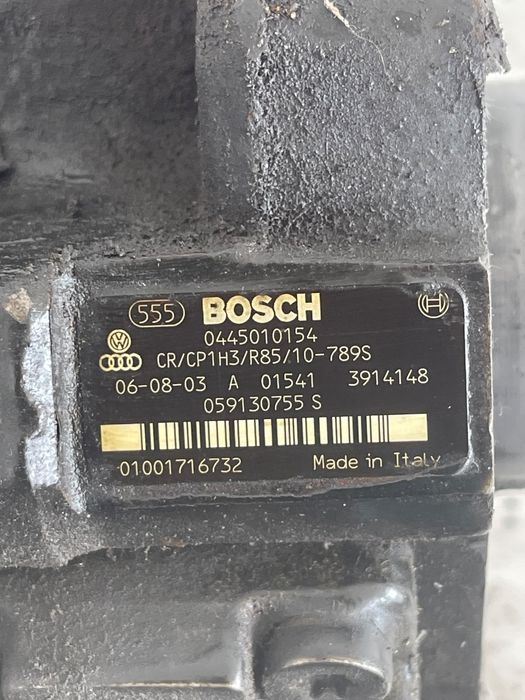 555 BOSCH
0445010154
CR/CP1H3/R85/10-789S
06-08-03 A 01541 3914148
059130755 S
01001716732 Made in Italy